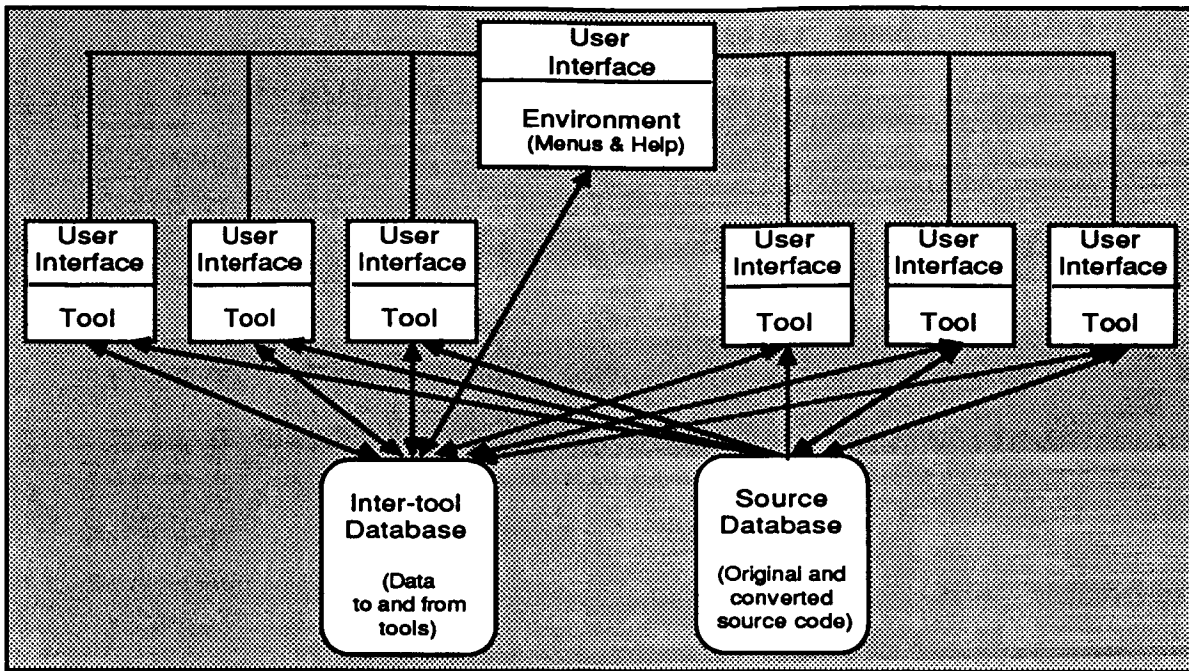 User
Interface
Environment
(Menus & Help)
User
Interface
Tool
User
Interface
Tool
User
Interface
Tool
User
Interface
Tool
User
Interface
Tool
User
Interface
Tool
Inter-tool
Database
(Data
to and from
tools)
Source
Database
(Original and
converted
source code)